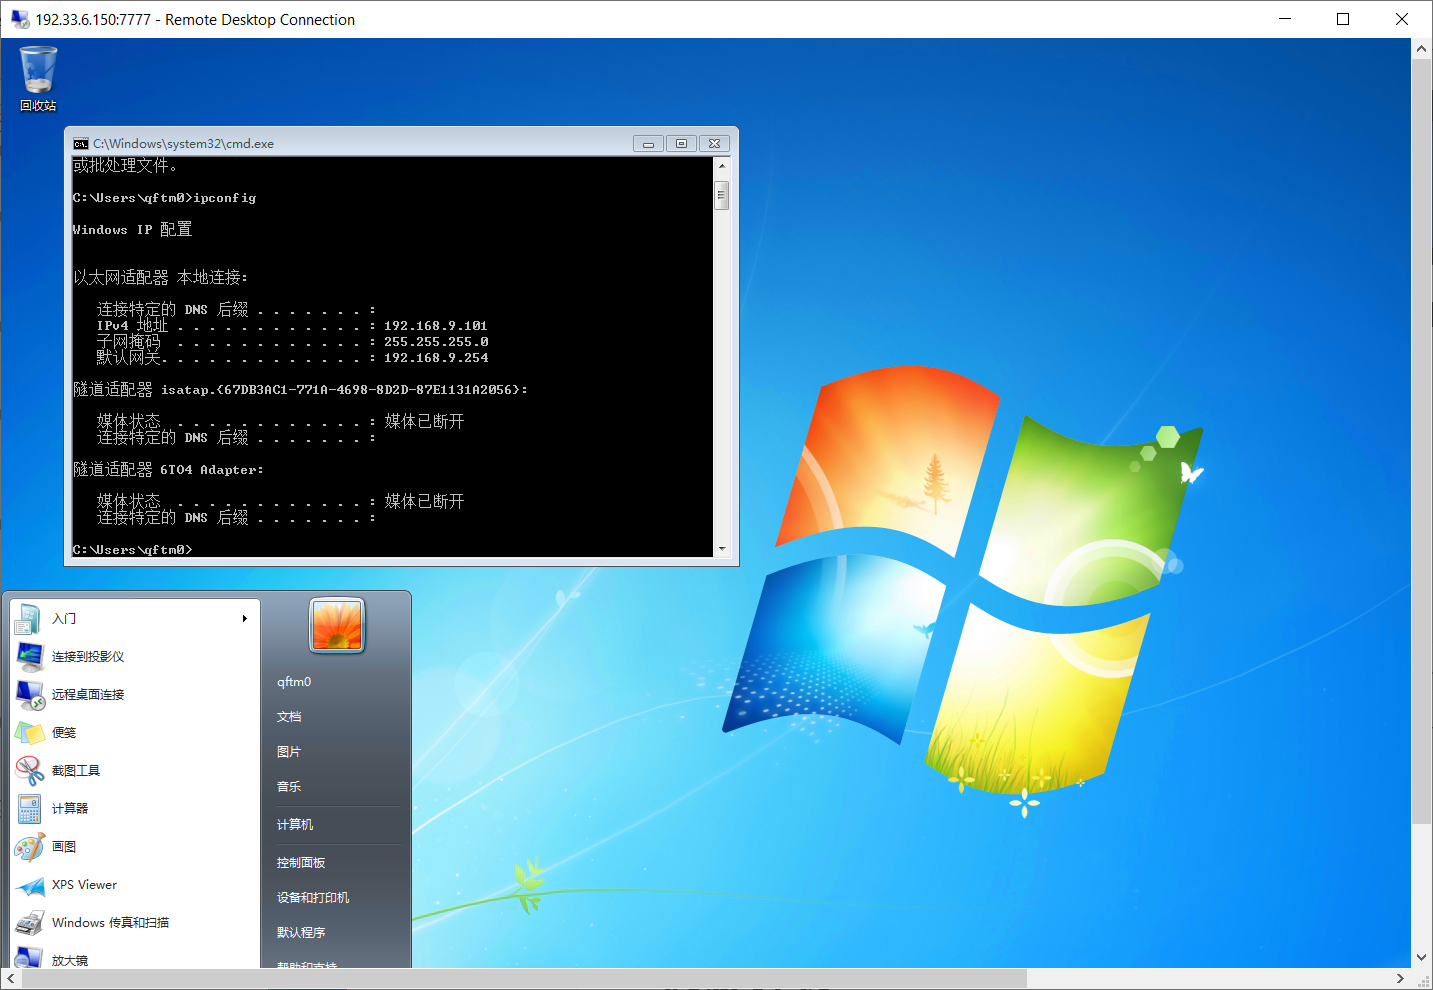 192.33.6.150:7777 - Remote Desktop Connection
回收站
C:\Windows\system32\cmd.exe
或批处理文件。
C:\Users\qftm0>ipconfig
Windows IP 配置
以太网适配器 本地连接:
连接特定的 DNS 后缀 . . . . . . . :
IPv4 地址 . . . . . . . . . . . . : 192.168.9.101
子网掩码 . . . . . . . . . . . . : 255.255.255.0
默认网关. . . . . . . . . . . . . : 192.168.9.254
隧道适配器 isatap.{67DB3AC1-771A-4698-8D2D-87E1131A2056}:
媒体状态 . . . . . . . . . . . . : 媒体已断开
连接特定的 DNS 后缀 . . . . . . . :
隧道适配器 6TO4 Adapter:
媒体状态 . . . . . . . . . . . . : 媒体已断开
连接特定的 DNS 后缀 . . . . . . . :
C:\Users\qftm0>
入门
连接到投影仪
远程桌面连接
便笺
截图工具
计算器
画图
XPS Viewer
Windows 传真和扫描
放大镜
qftm0
文档
图片
音乐
计算机
控制面板
设备和打印机
默认程序
帮助和支持